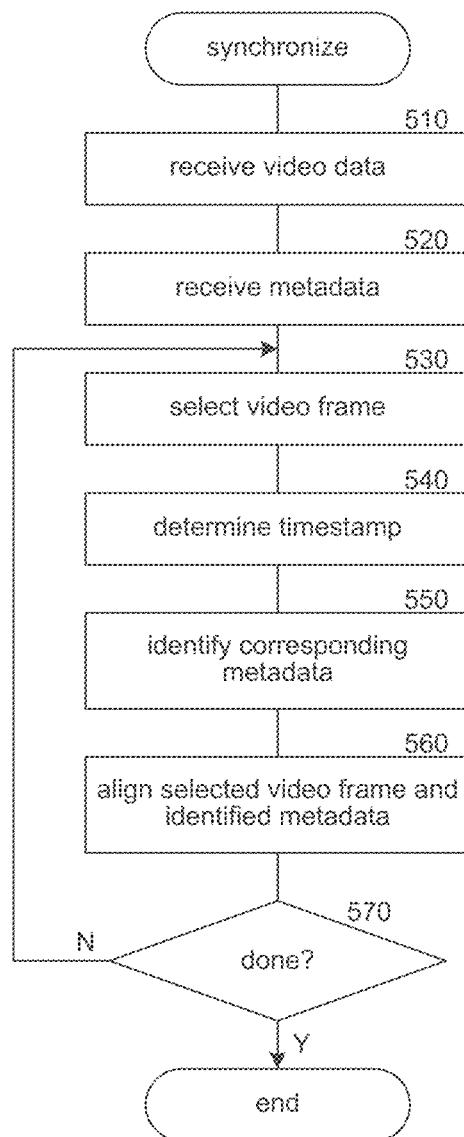 synchronize
510
receive video data
520
receive metadata
530
select video frame
540
determine timestamp
550
identify corresponding
metadata
560
align selected video frame and
identified metadata
570
N
done?
Y
end